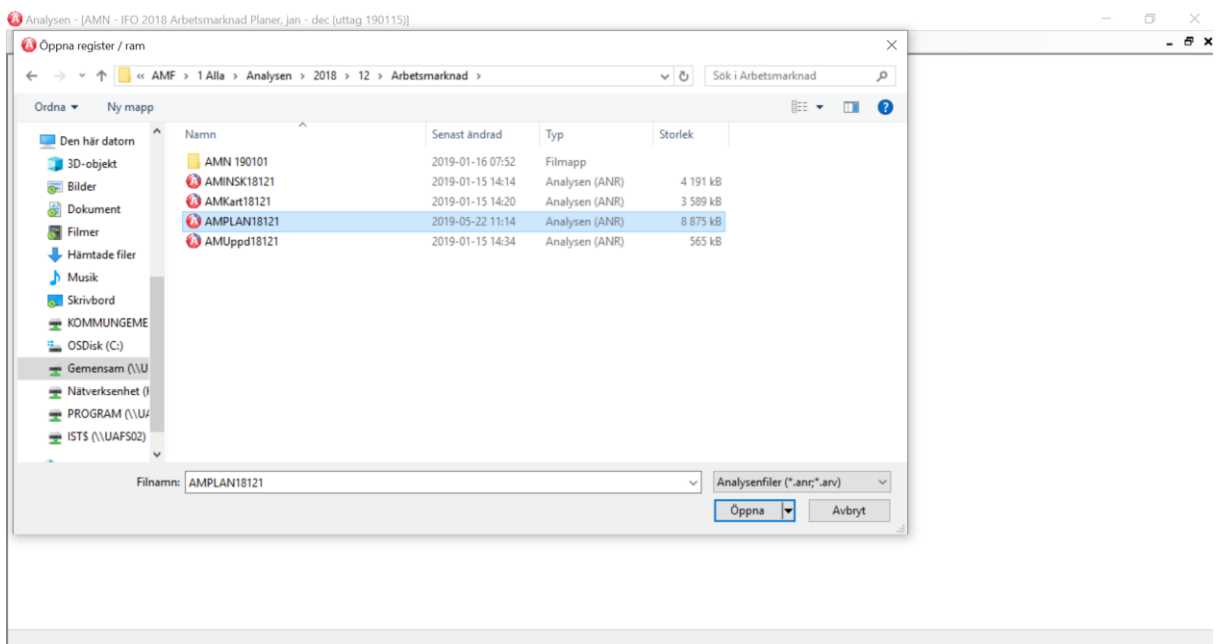 Analysen - [AMN - IFO 2018 Arbetsmarknad Planer, jan - dec (uttag 190115)]
Öppna register / ram
« AMF › 1 Alla › Analysen › 2018 › 12 › Arbetsmarknad ›
Sök i Arbetsmarknad
Ordna Ny mapp
Namn Senast ändrad Typ Storlek
Den här datorn
3D-objekt
Bilder
Dokument
Filmer
Hämtade filer
Musik
Skrivbord
KOMMUNGEME
OSDisk (C:)
Gemensam (\\U
Nätverksenhet (
PROGRAM (\\UA
IST$ (\\UAFS02)
AMN 190101 2019-01-16 07:52 Filmapp
AMINSK18121 2019-01-15 14:14 Analysen (ANR) 4 191 kB
AMKart18121 2019-01-15 14:20 Analysen (ANR) 3 589 kB
AMPLAN18121 2019-05-22 11:14 Analysen (ANR) 8 875 kB
AMUppd18121 2019-01-15 14:34 Analysen (ANR) 565 kB
Filnamn: AMPLAN18121 Analysenfiler (*.anr;*.arv)
Öppna Avbryt